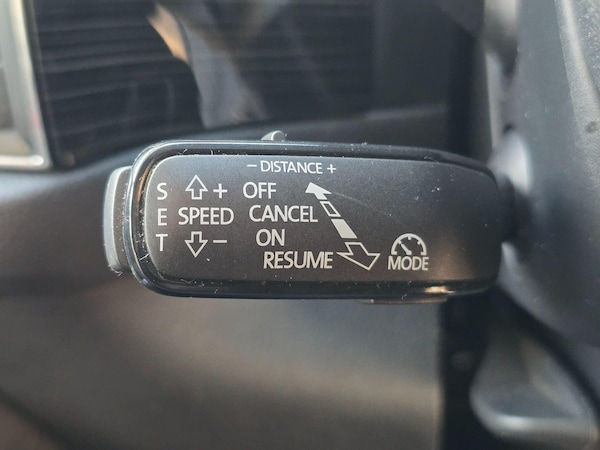 − DISTANCE +
S + OFF
E SPEED CANCEL
T − ON
RESUME
MODE